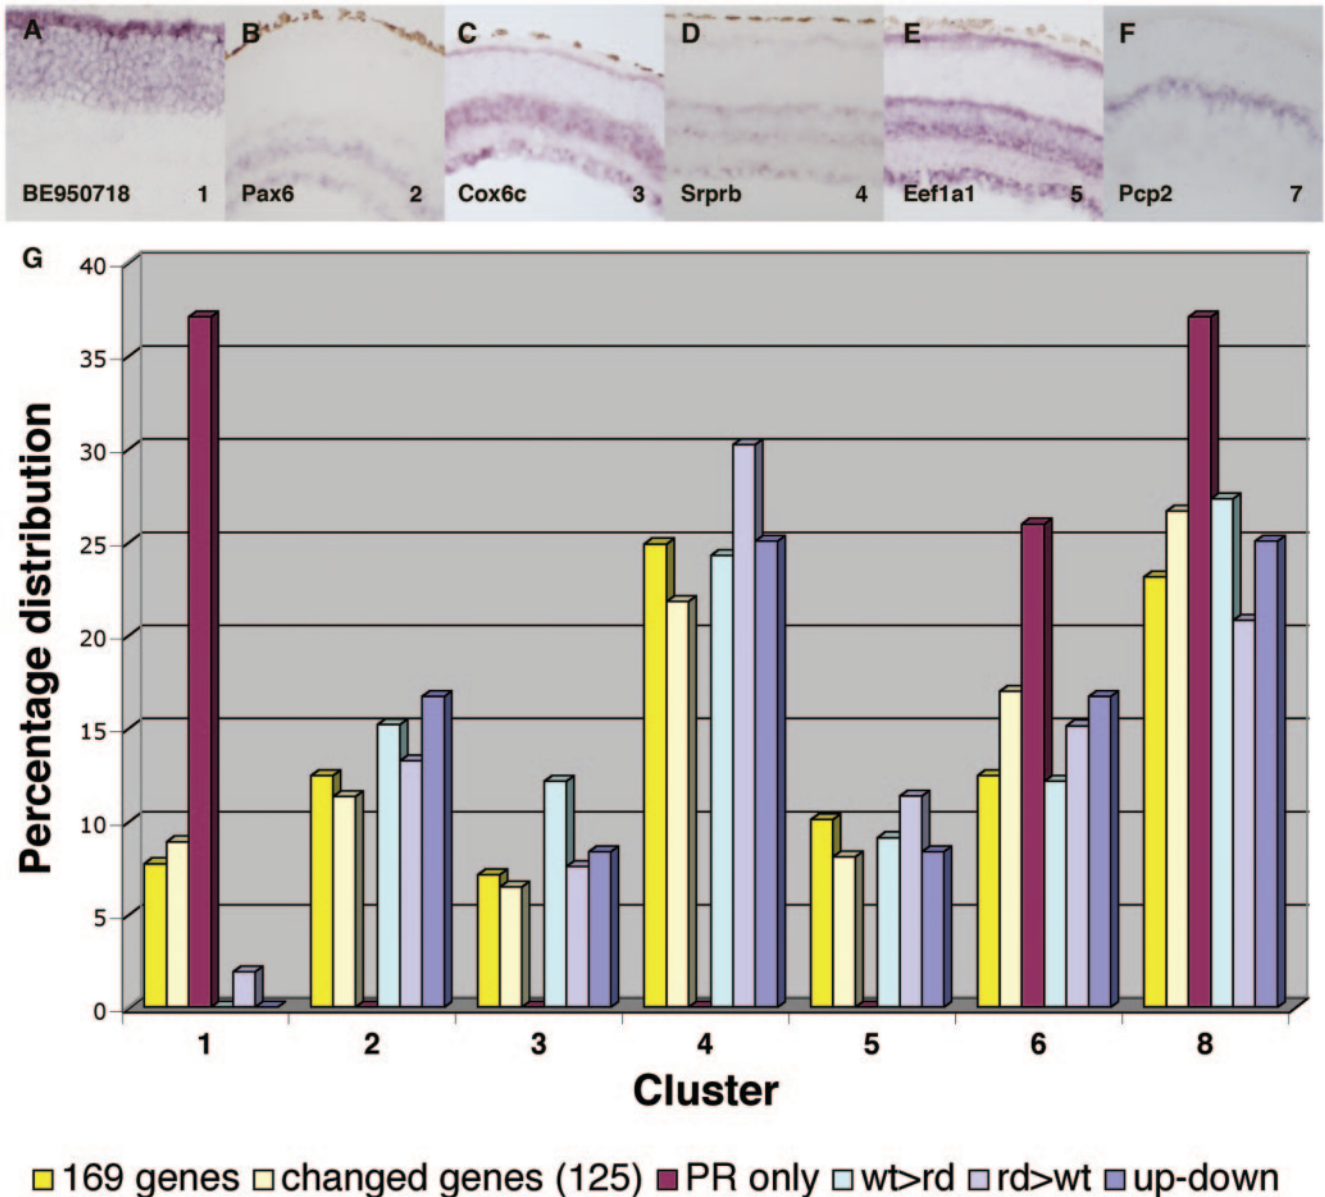 A B C D E F
BE950718 1 Pax6 2 Cox6c 3 Srprb 4 Eef1a1 5 Pcp2 7
G
40
35
30
25
20
15
10
5
0
Percentage distribution
1 2 3 4 5 6 8
Cluster
169 genes changed genes (125) PR only wt>rd rd>wt up-down